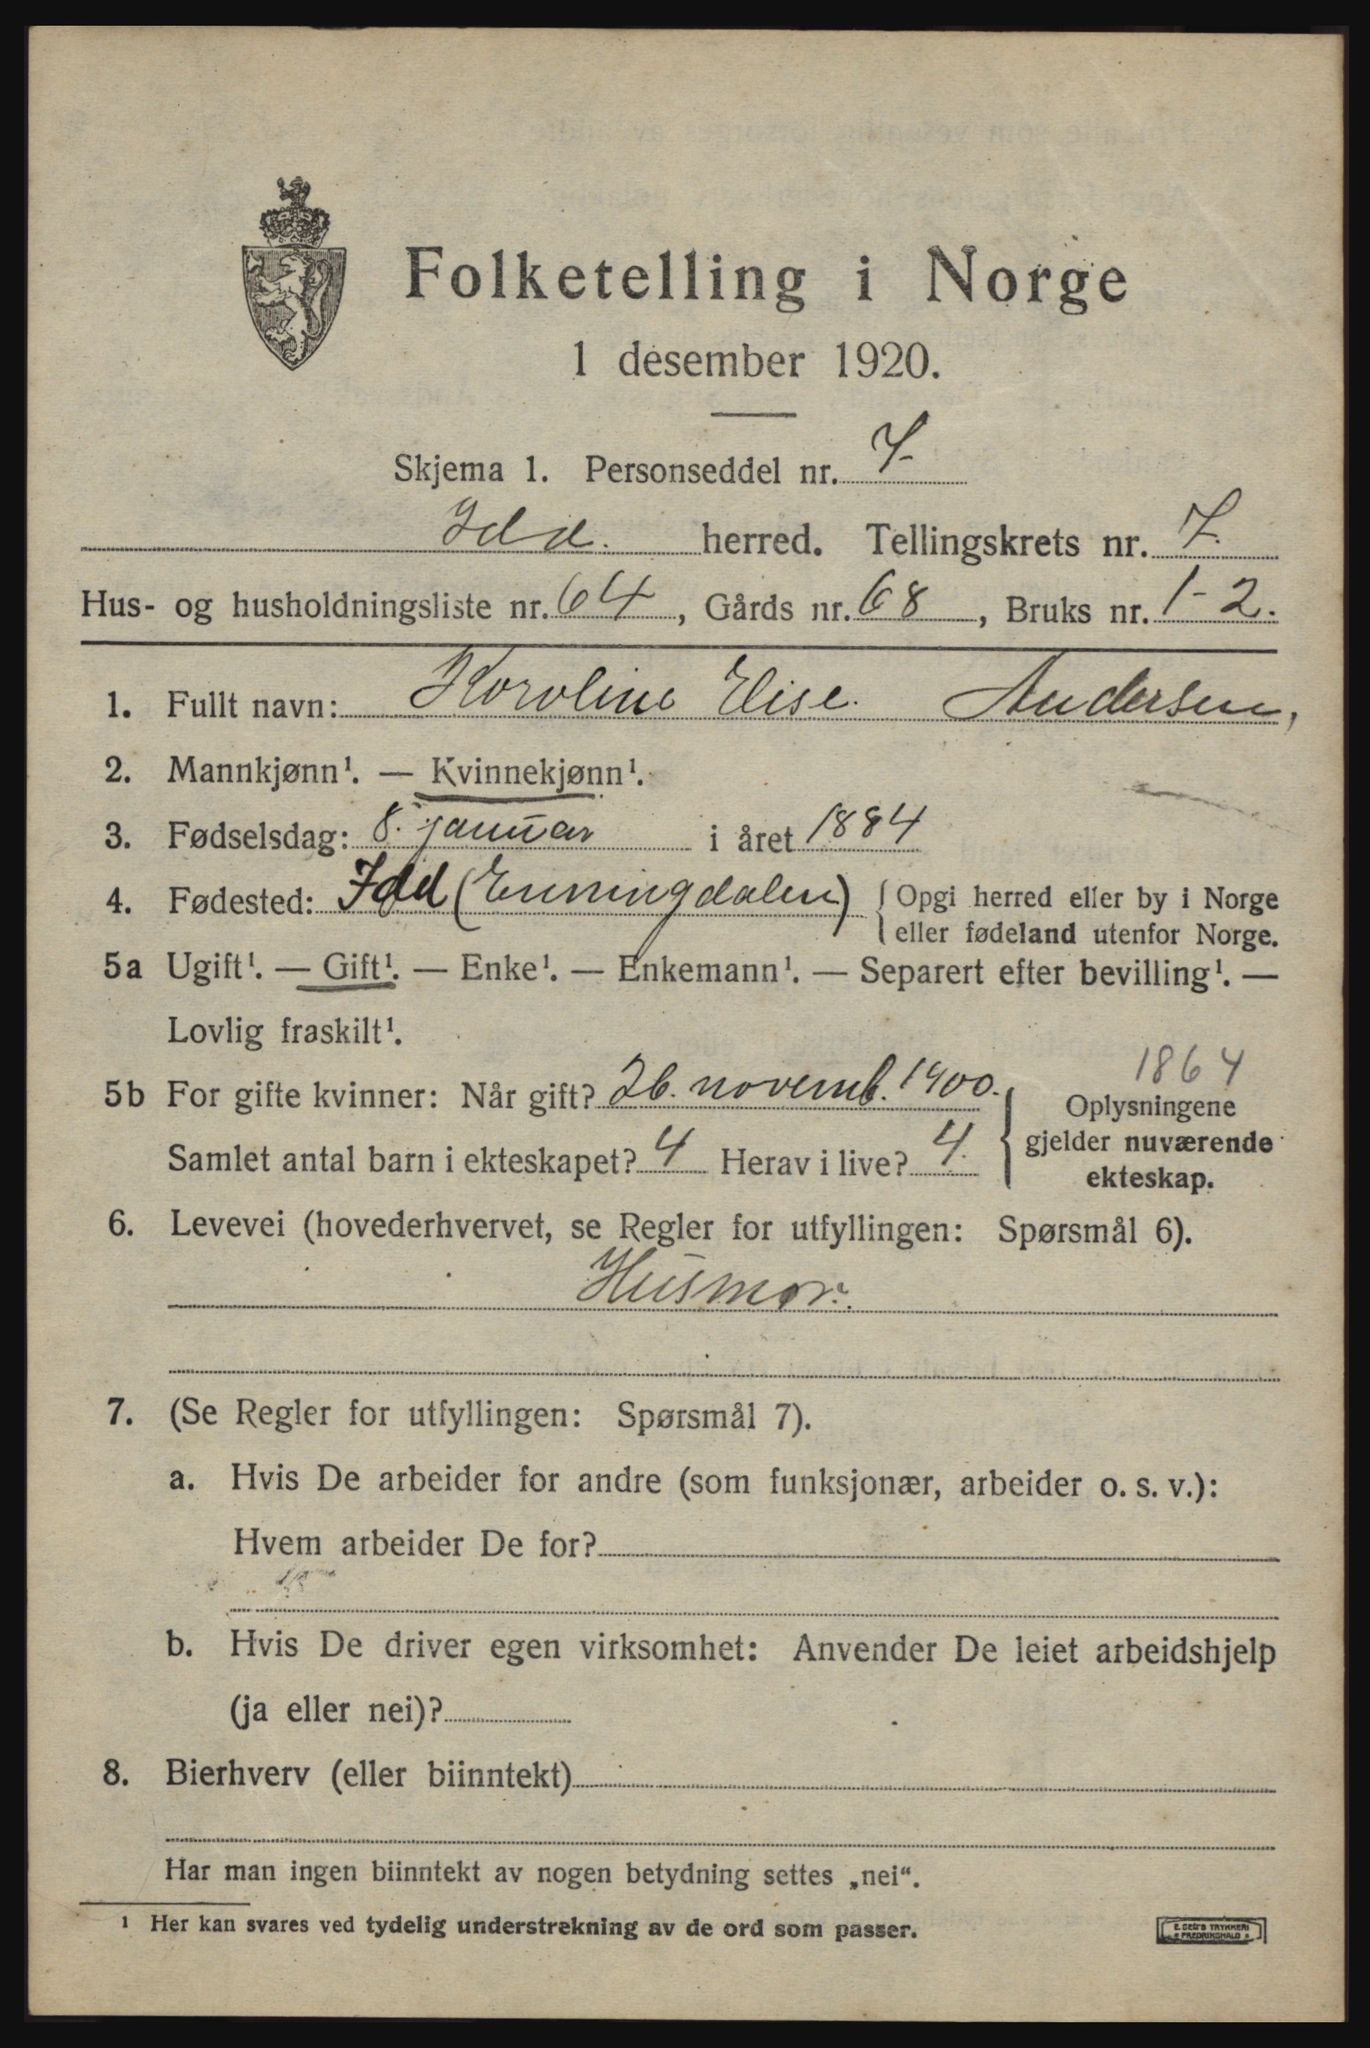 Folketelling i Norge
1 desember 1920.
Skjema 1. Personseddel nr. 7
Idd. herred. Tellingskrets nr. 7.
Hus- og husholdningsliste nr. 64, Gårds nr. 68, Bruks nr. 1-2.
1. Fullt navn: Karoline Elise. Andersen,
2. Mannkjønn¹. — Kvinnekjønn¹.
3. Fødselsdag: 8. januar i året 1884
4. Fødested: Idd (Enningdalen) { Opgi herred eller by i Norge
eller fødeland utenfor Norge.
5a Ugift¹. — Gift¹. — Enke¹. — Enkemann¹. — Separert efter bevilling¹. —
Lovlig fraskilt¹.
1864
5b For gifte kvinner: Når gift? 26. novemb. 1900. { Oplysningene
gjelder nuværende
Samlet antal barn i ekteskapet? 4 Herav i live? 4.
ekteskap.
6. Levevei (hovederhvervet, se Regler for utfyllingen: Spørsmål 6).
Husmor.
7. (Se Regler for utfyllingen: Spørsmål 7).
a. Hvis De arbeider for andre (som funksjonær, arbeider o. s. v.):
Hvem arbeider De for?
b. Hvis De driver egen virksomhet: Anvender De leiet arbeidshjelp
(ja eller nei)?
8. Bierhverv (eller biinntekt)
Har man ingen biinntekt av nogen betydning settes „nei“.
¹ Her kan svares ved tydelig understrekning av de ord som passer.
E. SEM'S TRYKKERI
FREDRIKSHALD